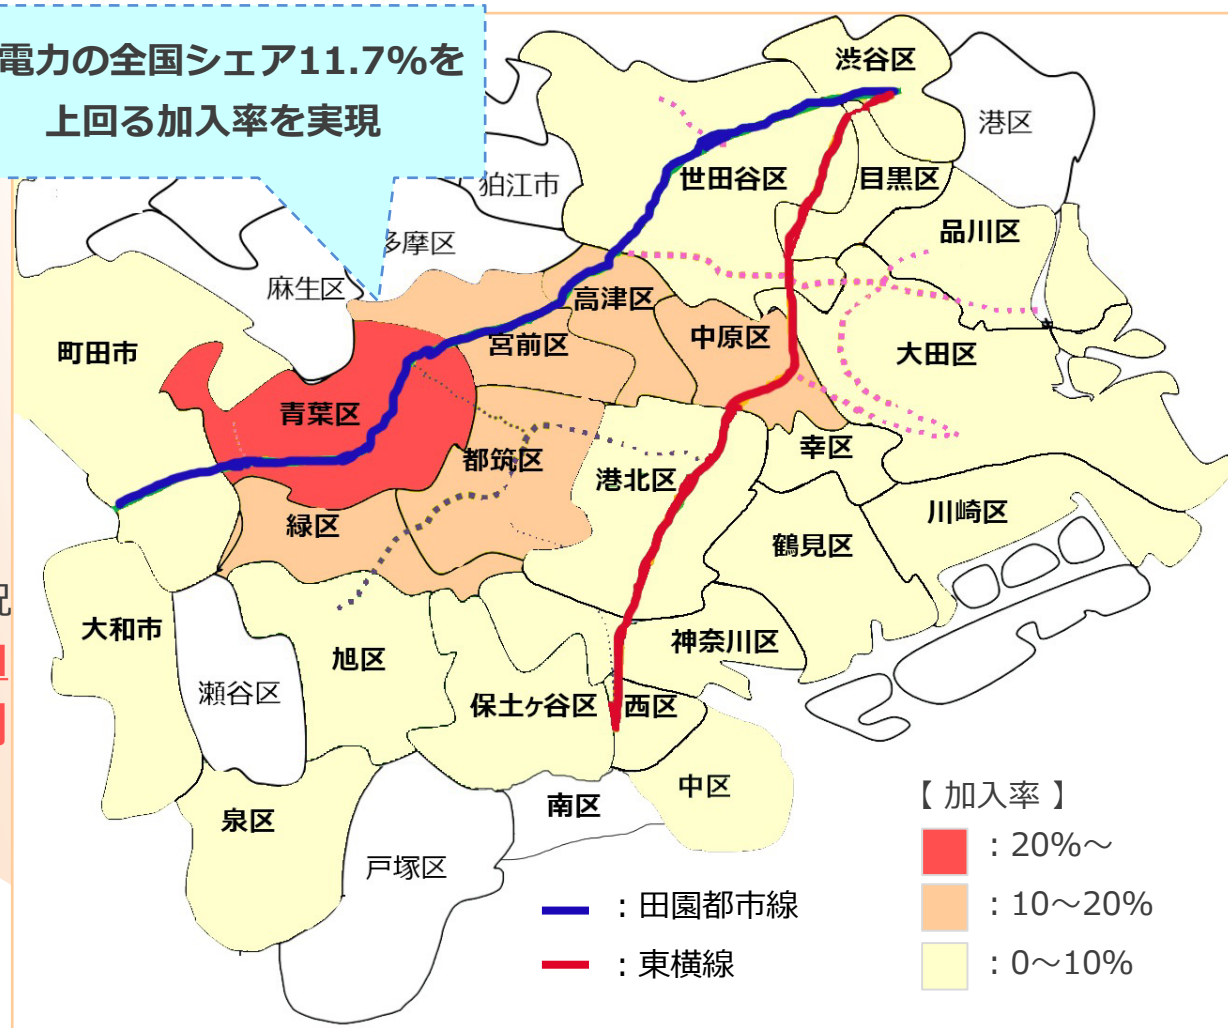 電力の全国シェア11.7%を
上回る加入率を実現
渋谷区
港区
世田谷区
目黒区
狛江市
品川区
多摩区
麻生区
高津区
宮前区
中原区
町田市
大田区
青葉区
都筑区
幸区
港北区
緑区
川崎区
鶴見区
大和市
旭区
神奈川区
瀬谷区
保土ヶ谷区
西区
中区
南区
泉区
戸塚区
【 加入率 】
：20%～
：10～20%
：0～10%
：田園都市線
：東横線